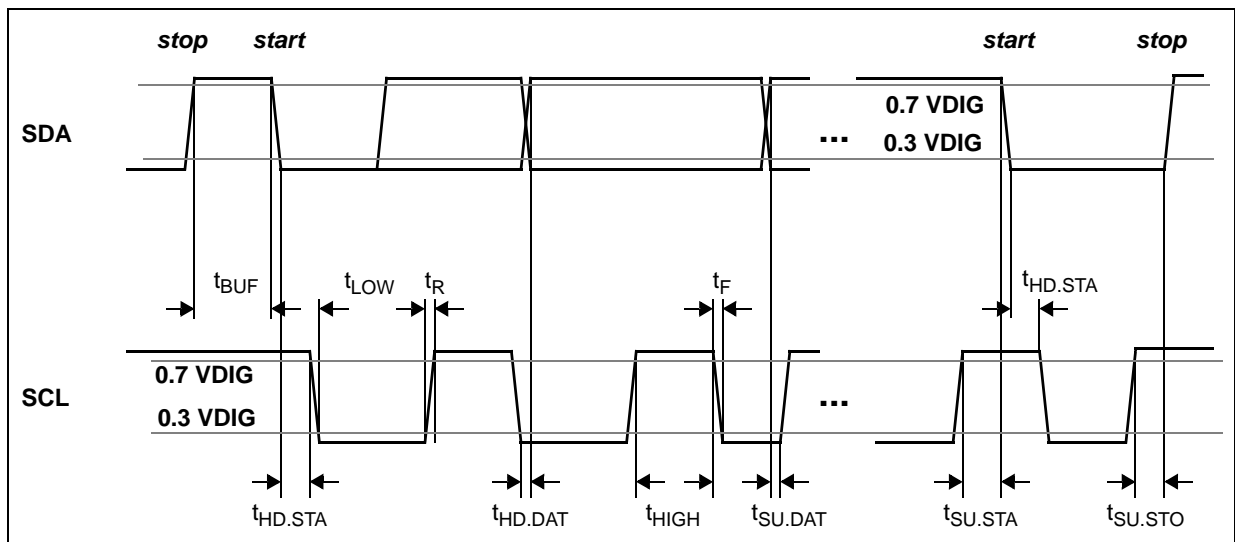 stop start start stop
SDA
0.7 VDIG
0.3 VDIG
...
tBUF tLOW tR tF tHD.STA
SCL
0.7 VDIG
0.3 VDIG
...
tHD.STA tHD.DAT tHIGH tSU.DAT tSU.STA tSU.STO